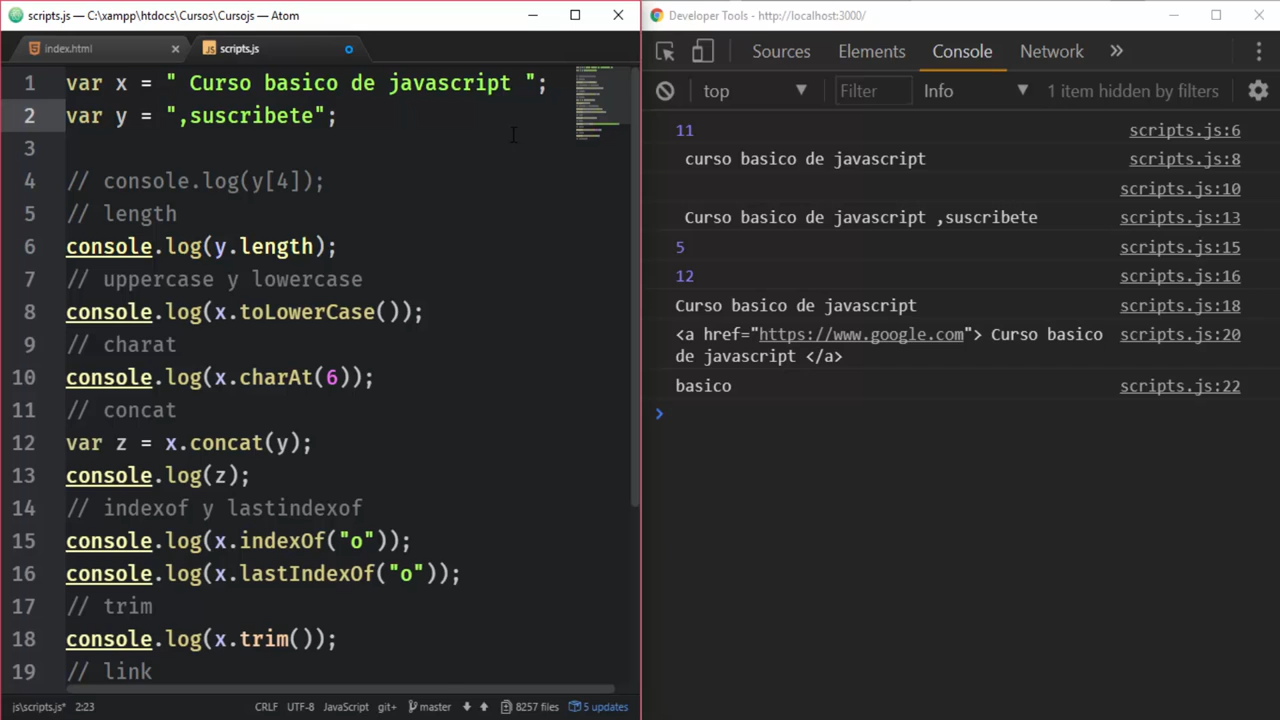 scripts.js — C:\xampp\htdocs\Cursos\Cursojs — Atom
index.html
scripts.js
1 var x = " Curso basico de javascript ";
2 var y = ",suscribete";
3
4 // console.log(y[4]);
5 // length
6 console.log(y.length);
7 // uppercase y lowercase
8 console.log(x.toLowerCase());
9 // charat
10 console.log(x.charAt(6));
11 // concat
12 var z = x.concat(y);
13 console.log(z);
14 // indexof y lastindexof
15 console.log(x.indexOf("o"));
16 console.log(x.lastIndexOf("o"));
17 // trim
18 console.log(x.trim());
19 // link
js\scripts.js* 2:23 CRLF UTF-8 JavaScript git+ master 8257 files 5 updates
Developer Tools - http://localhost:3000/
Sources Elements Console Network »
top Filter Info 1 item hidden by filters
11 scripts.js:6
curso basico de javascript scripts.js:8
scripts.js:10
Curso basico de javascript ,suscribete scripts.js:13
5 scripts.js:15
12 scripts.js:16
Curso basico de javascript scripts.js:18
<a href="https://www.google.com"> Curso basico scripts.js:20
de javascript </a>
basico scripts.js:22
>